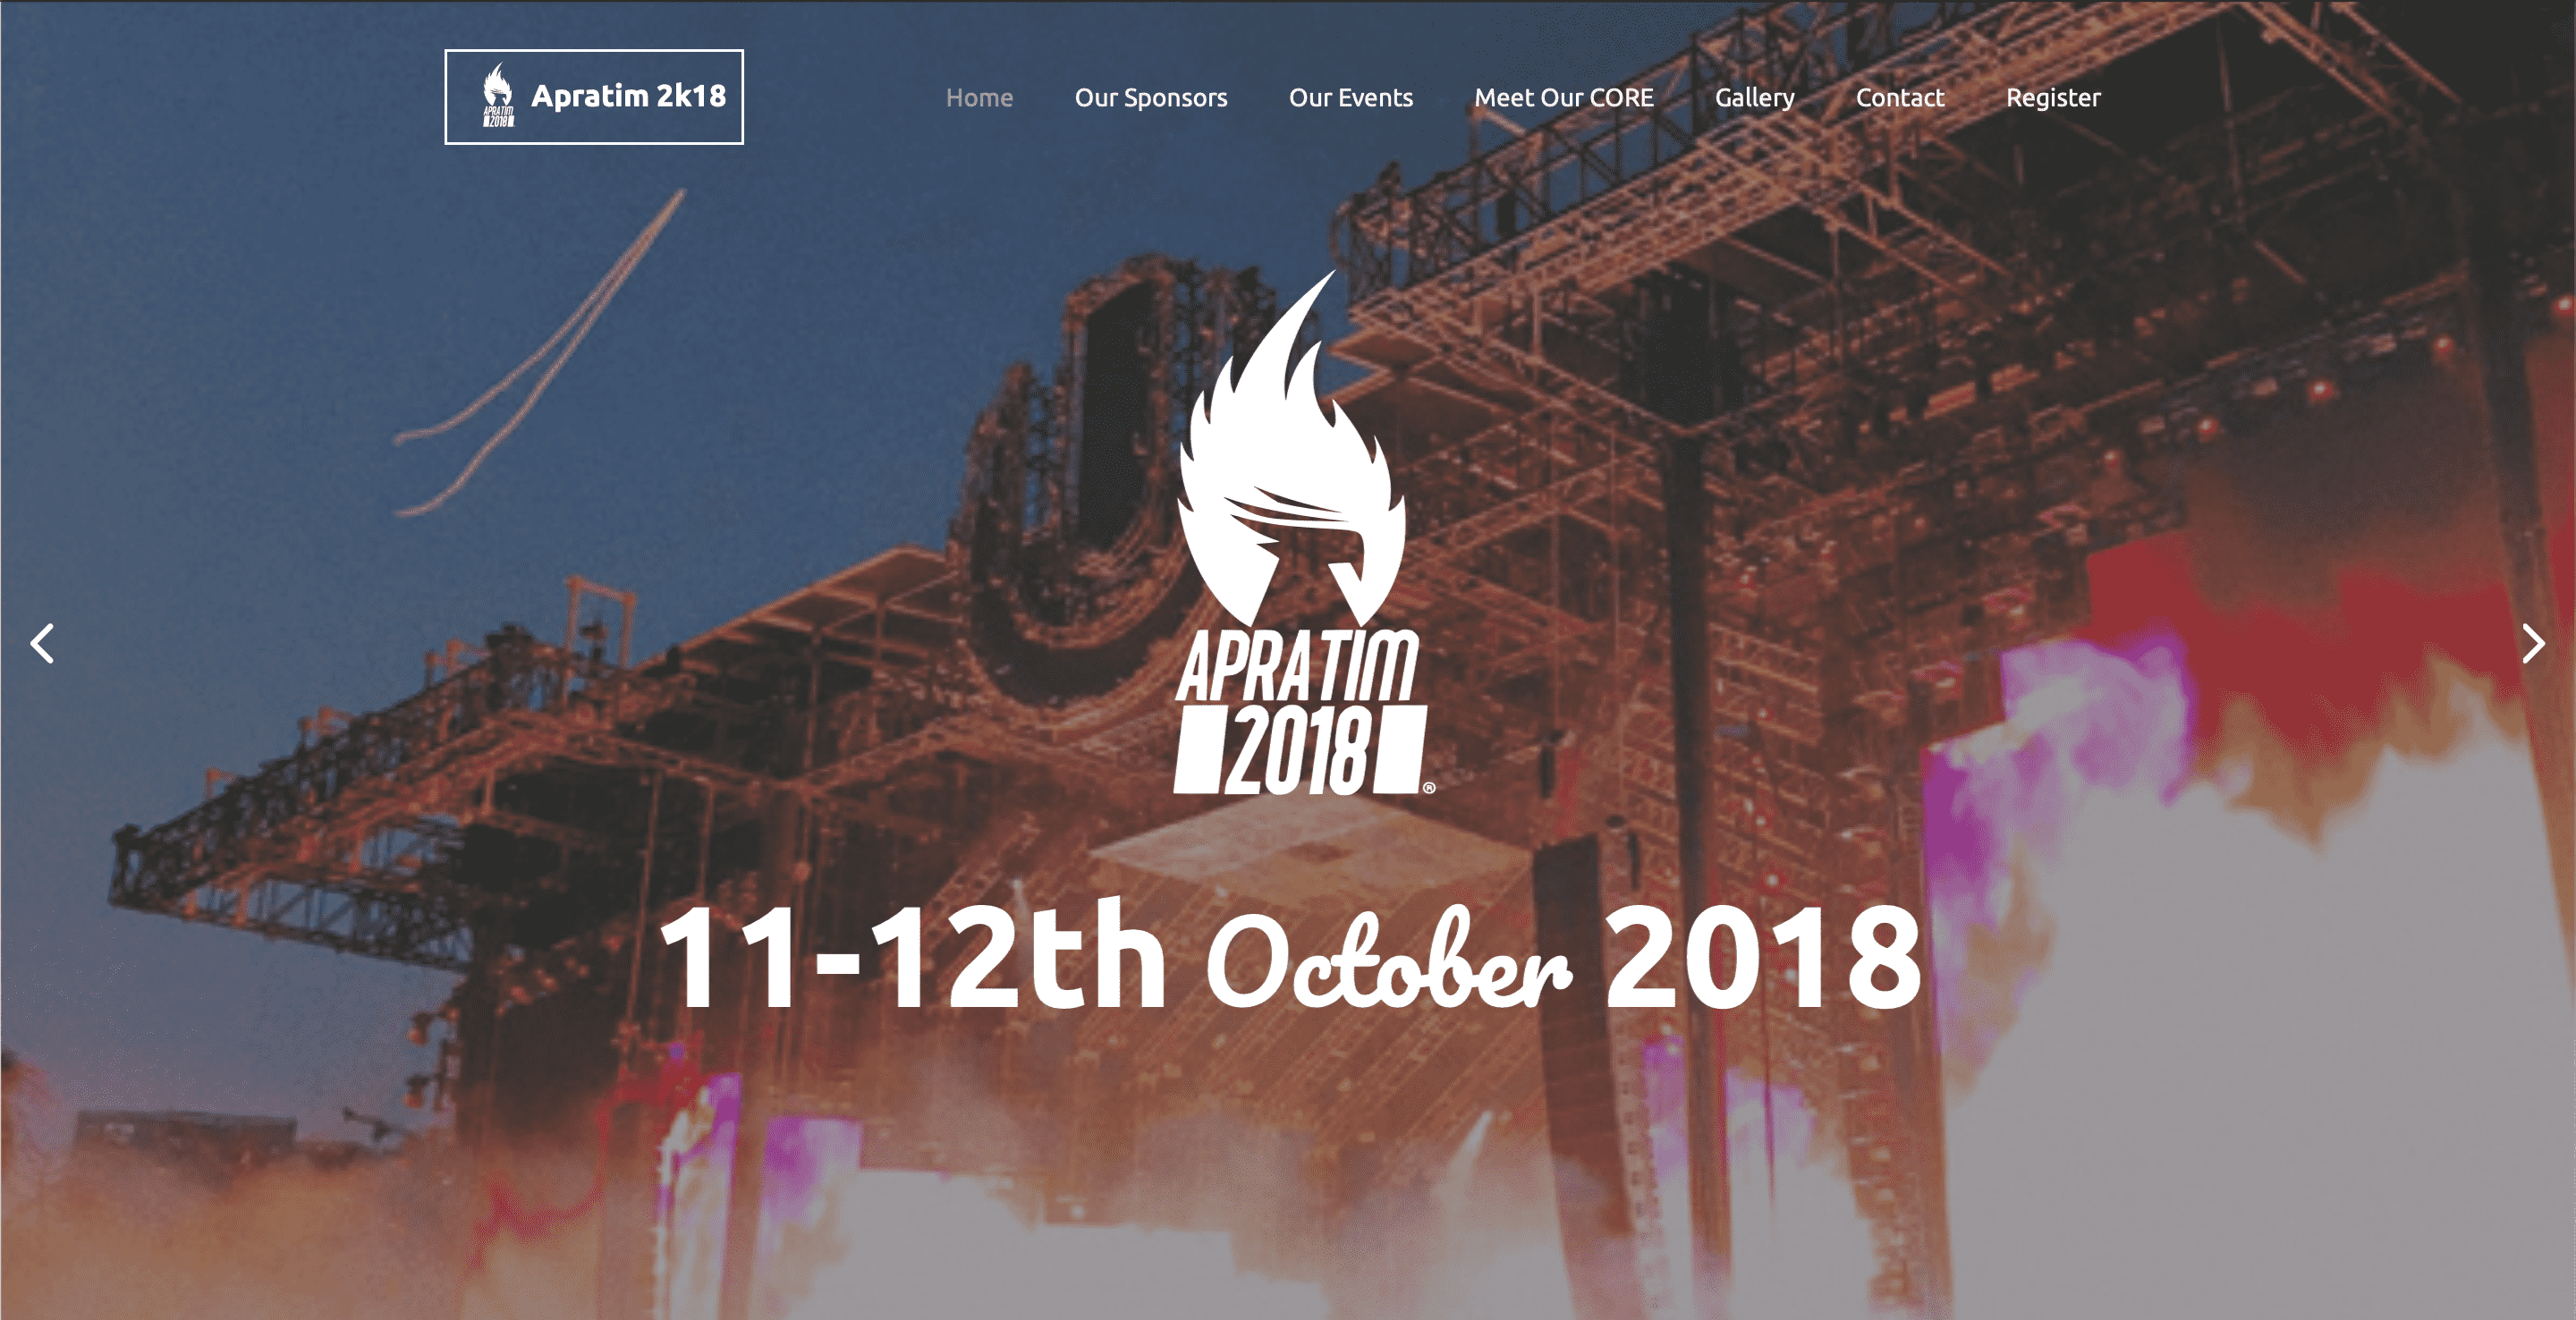 Apratim 2k18
APRATIM
2018
Home
Our Sponsors
Our Events
Meet Our CORE
Gallery
Contact
Register
APRATIM
2018®
11-12th October 2018